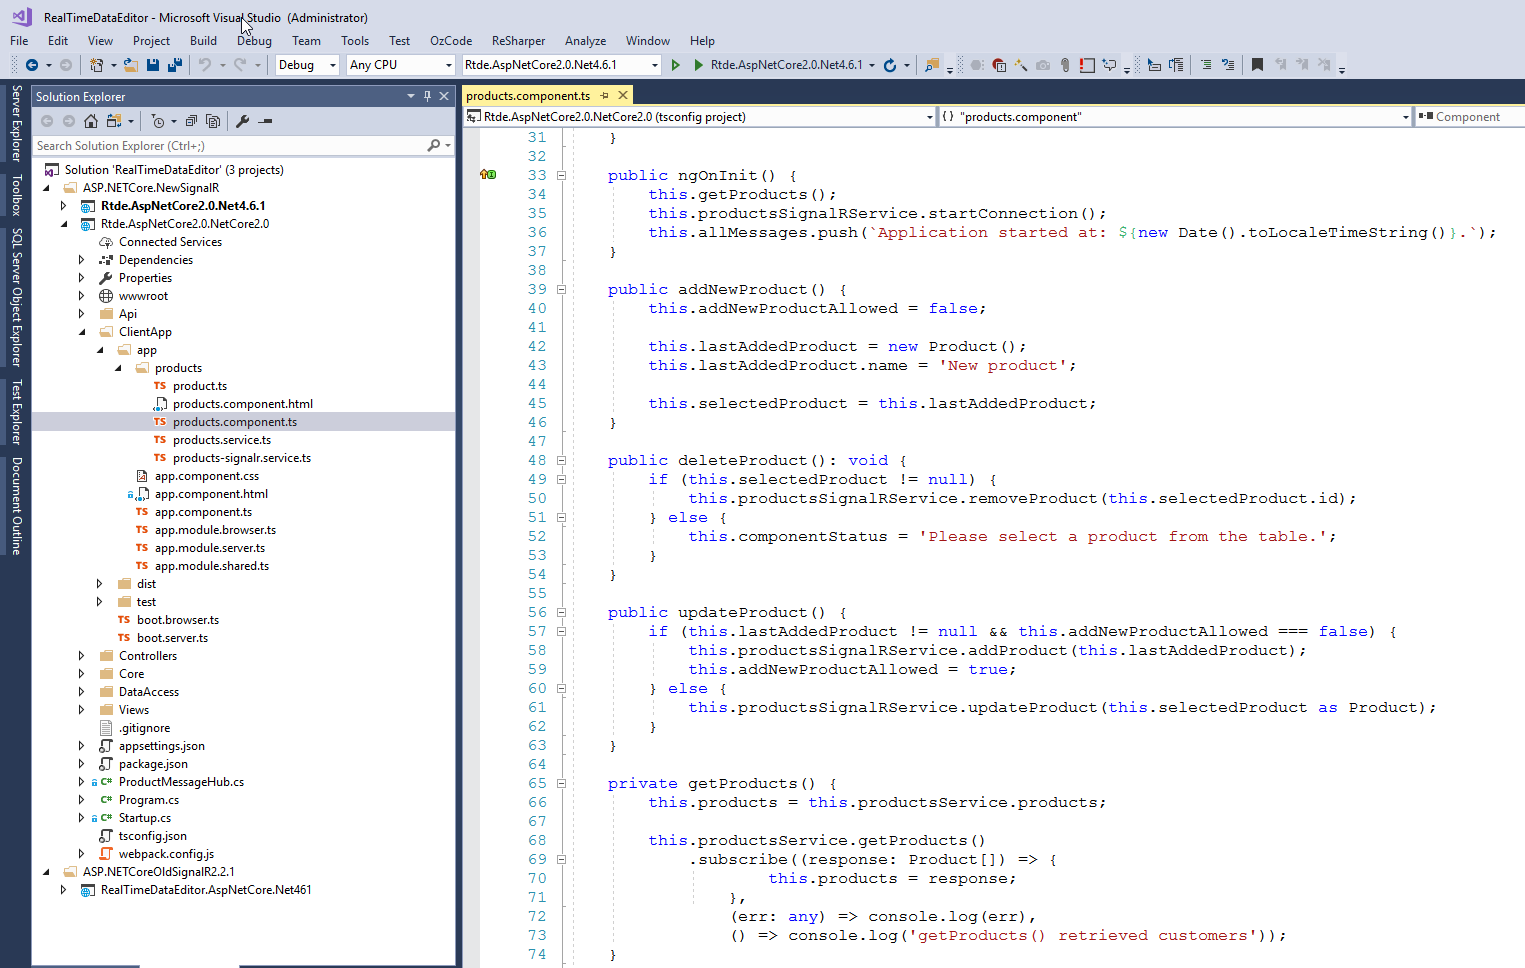 RealTimeDataEditor - Microsoft Visual Studio  (Administrator)
File Edit View Project Build Debug Team Tools Test OzCode ReSharper Analyze Window Help
Debug Any CPU Rtde.AspNetCore2.0.Net4.6.1 Rtde.AspNetCore2.0.Net4.6.1
Server Explorer
Toolbox
SQL Server Object Explorer
Test Explorer
Document Outline
Solution Explorer
Search Solution Explorer (Ctrl+;)
Solution 'RealTimeDataEditor' (3 projects)
ASP.NETCore.NewSignalR
Rtde.AspNetCore2.0.Net4.6.1
Rtde.AspNetCore2.0.NetCore2.0
Connected Services
Dependencies
Properties
wwwroot
Api
ClientApp
app
products
TS product.ts
products.component.html
TS products.component.ts
TS products.service.ts
TS products-signalr.service.ts
app.component.css
app.component.html
TS app.component.ts
TS app.module.browser.ts
TS app.module.server.ts
TS app.module.shared.ts
dist
test
TS boot.browser.ts
TS boot.server.ts
Controllers
Core
DataAccess
Views
.gitignore
appsettings.json
package.json
C# ProductMessageHub.cs
C# Program.cs
C# Startup.cs
tsconfig.json
webpack.config.js
ASP.NETCoreOldSignalR2.2.1
RealTimeDataEditor.AspNetCore.Net461
products.component.ts
Rtde.AspNetCore2.0.NetCore2.0 (tsconfig project) {} "products.component" Component
31     }
32
33     public ngOnInit() {
34         this.getProducts();
35         this.productsSignalRService.startConnection();
36         this.allMessages.push(`Application started at: ${new Date().toLocaleTimeString()}.`);
37     }
38
39     public addNewProduct() {
40         this.addNewProductAllowed = false;
41
42         this.lastAddedProduct = new Product();
43         this.lastAddedProduct.name = 'New product';
44
45         this.selectedProduct = this.lastAddedProduct;
46     }
47
48     public deleteProduct(): void {
49         if (this.selectedProduct != null) {
50             this.productsSignalRService.removeProduct(this.selectedProduct.id);
51         } else {
52             this.componentStatus = 'Please select a product from the table.';
53         }
54     }
55
56     public updateProduct() {
57         if (this.lastAddedProduct != null && this.addNewProductAllowed === false) {
58             this.productsSignalRService.addProduct(this.lastAddedProduct);
59             this.addNewProductAllowed = true;
60         } else {
61             this.productsSignalRService.updateProduct(this.selectedProduct as Product);
62         }
63     }
64
65     private getProducts() {
66         this.products = this.productsService.products;
67
68         this.productsService.getProducts()
69             .subscribe((response: Product[]) => {
70                     this.products = response;
71                 },
72                 (err: any) => console.log(err),
73                 () => console.log('getProducts() retrieved customers'));
74     }